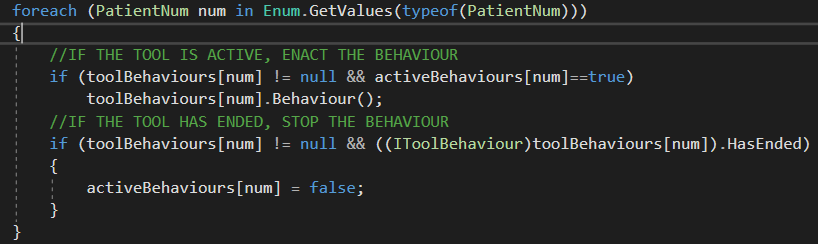 foreach (PatientNum num in Enum.GetValues(typeof(PatientNum)))
{
    //IF THE TOOL IS ACTIVE, ENACT THE BEHAVIOUR
    if (toolBehaviours[num] != null && activeBehaviours[num]==true)
        toolBehaviours[num].Behaviour();
    //IF THE TOOL HAS ENDED, STOP THE BEHAVIOUR
    if (toolBehaviours[num] != null && ((IToolBehaviour)toolBehaviours[num]).HasEnded)
    {
        activeBehaviours[num] = false;
    }
}